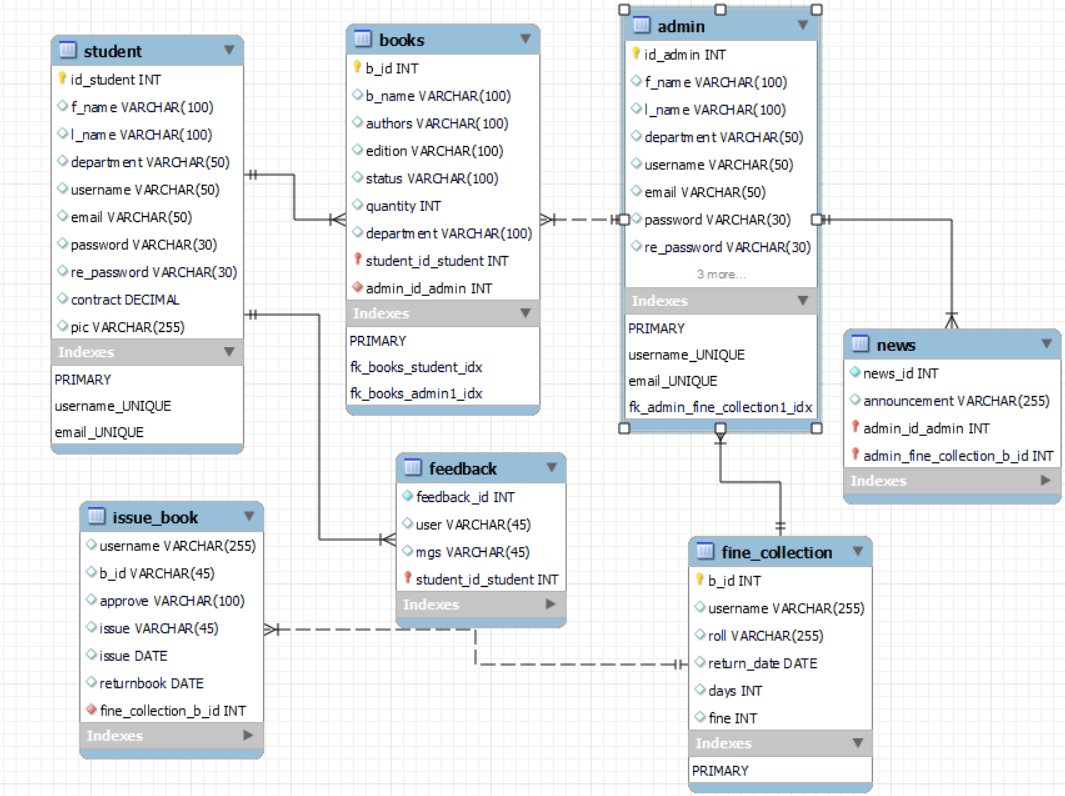 student
id_student INT
f_name VARCHAR(100)
l_name VARCHAR(100)
department VARCHAR(50)
username VARCHAR(50)
email VARCHAR(50)
password VARCHAR(30)
re_password VARCHAR(30)
contract DECIMAL
pic VARCHAR(255)
Indexes
PRIMARY
username_UNIQUE
email_UNIQUE
books
b_id INT
b_name VARCHAR(100)
authors VARCHAR(100)
edition VARCHAR(100)
status VARCHAR(100)
quantity INT
department VARCHAR(100)
student_id_student INT
admin_id_admin INT
Indexes
PRIMARY
fk_books_student_idx
fk_books_admin1_idx
admin
id_admin INT
f_name VARCHAR(100)
l_name VARCHAR(100)
department VARCHAR(50)
username VARCHAR(50)
email VARCHAR(50)
password VARCHAR(30)
re_password VARCHAR(30)
3 more...
Indexes
PRIMARY
username_UNIQUE
email_UNIQUE
fk_admin_fine_collection1_idx
news
news_id INT
announcement VARCHAR(255)
admin_id_admin INT
admin_fine_collection_b_id INT
Indexes
feedback
feedback_id INT
user VARCHAR(45)
mgs VARCHAR(45)
student_id_student INT
Indexes
issue_book
username VARCHAR(255)
b_id VARCHAR(45)
approve VARCHAR(100)
issue VARCHAR(45)
issue DATE
returnbook DATE
fine_collection_b_id INT
Indexes
fine_collection
b_id INT
username VARCHAR(255)
roll VARCHAR(255)
return_date DATE
days INT
fine INT
Indexes
PRIMARY